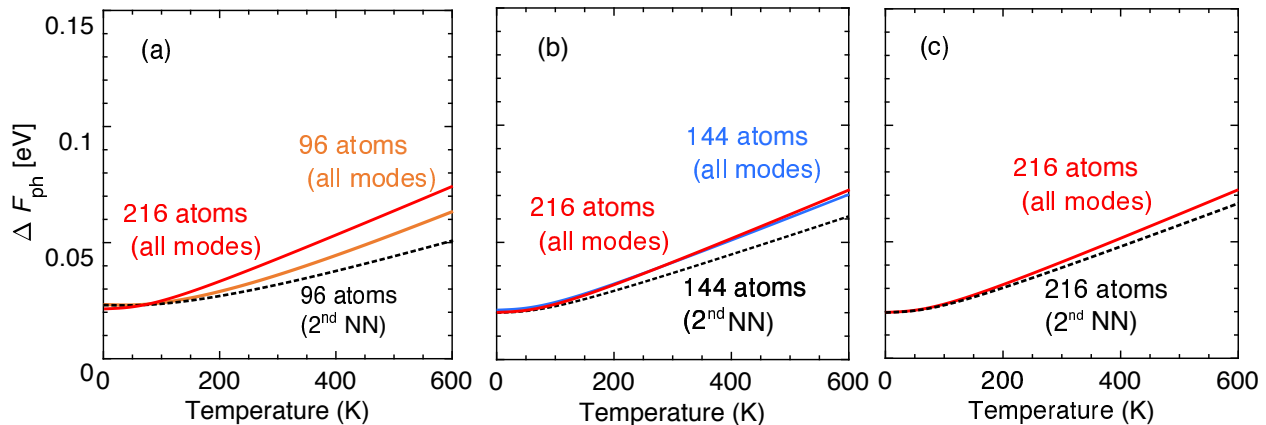 0.15
0.1
0.05
0
Δ Fph [eV]
(a)
96 atoms
(all modes)
216 atoms
(all modes)
96 atoms
(2nd NN)
0
200
400
600
Temperature (K)
(b)
144 atoms
(all modes)
216 atoms
(all modes)
144 atoms
(2nd NN)
0
200
400
600
Temperature (K)
(c)
216 atoms
(all modes)
216 atoms
(2nd NN)
0
200
400
600
Temperature (K)